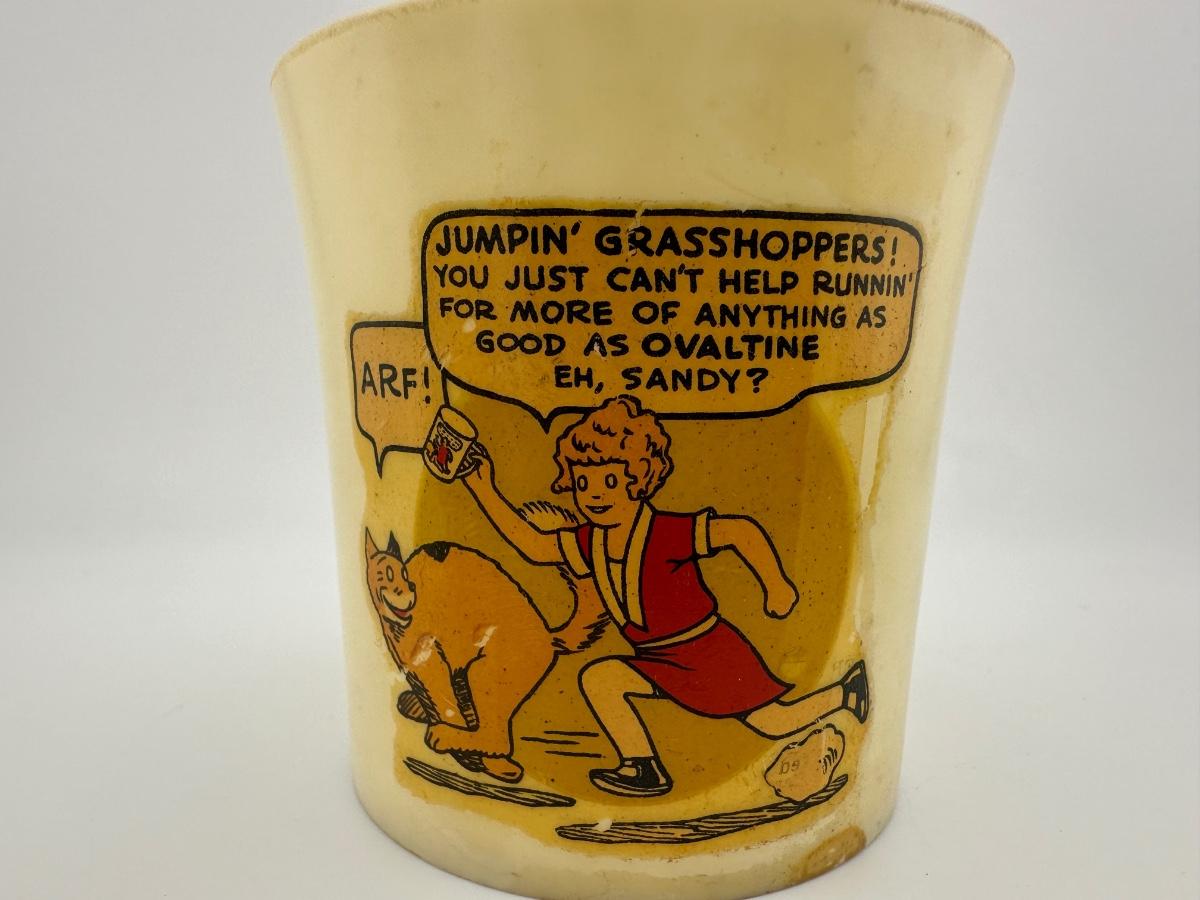 JUMPIN' GRASSHOPPERS!
YOU JUST CAN'T HELP RUNNIN'
FOR MORE OF ANYTHING AS
GOOD AS OVALTINE
EH, SANDY?
ARF!